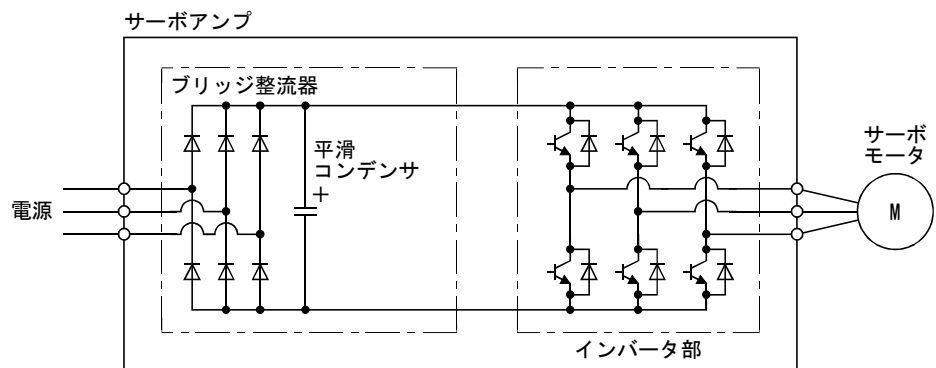 サーボアンプ
ブリッジ整流器
平滑
コンデンサ
+
サーボ
モータ
電源
M
インバータ部